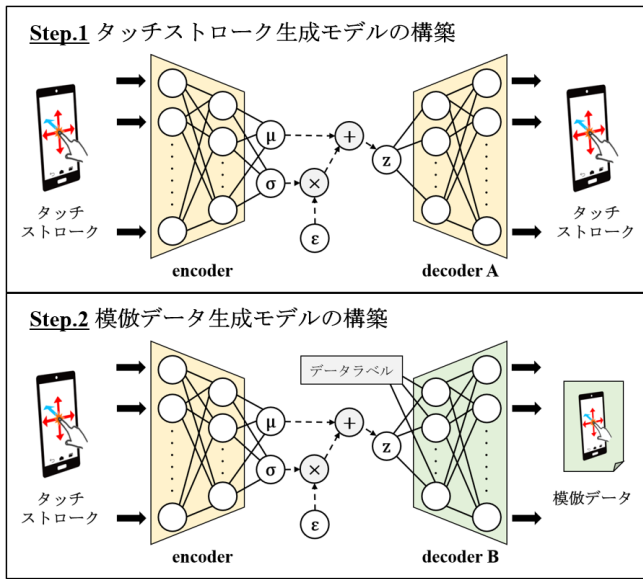 Step.1 タッチストローク生成モデルの構築
μ
+
σ
×
z
ε
タッチ
ストローク
タッチ
ストローク
encoder
decoder A
Step.2 模倣データ生成モデルの構築
データラベル
μ
+
σ
×
z
ε
タッチ
ストローク
模倣データ
encoder
decoder B